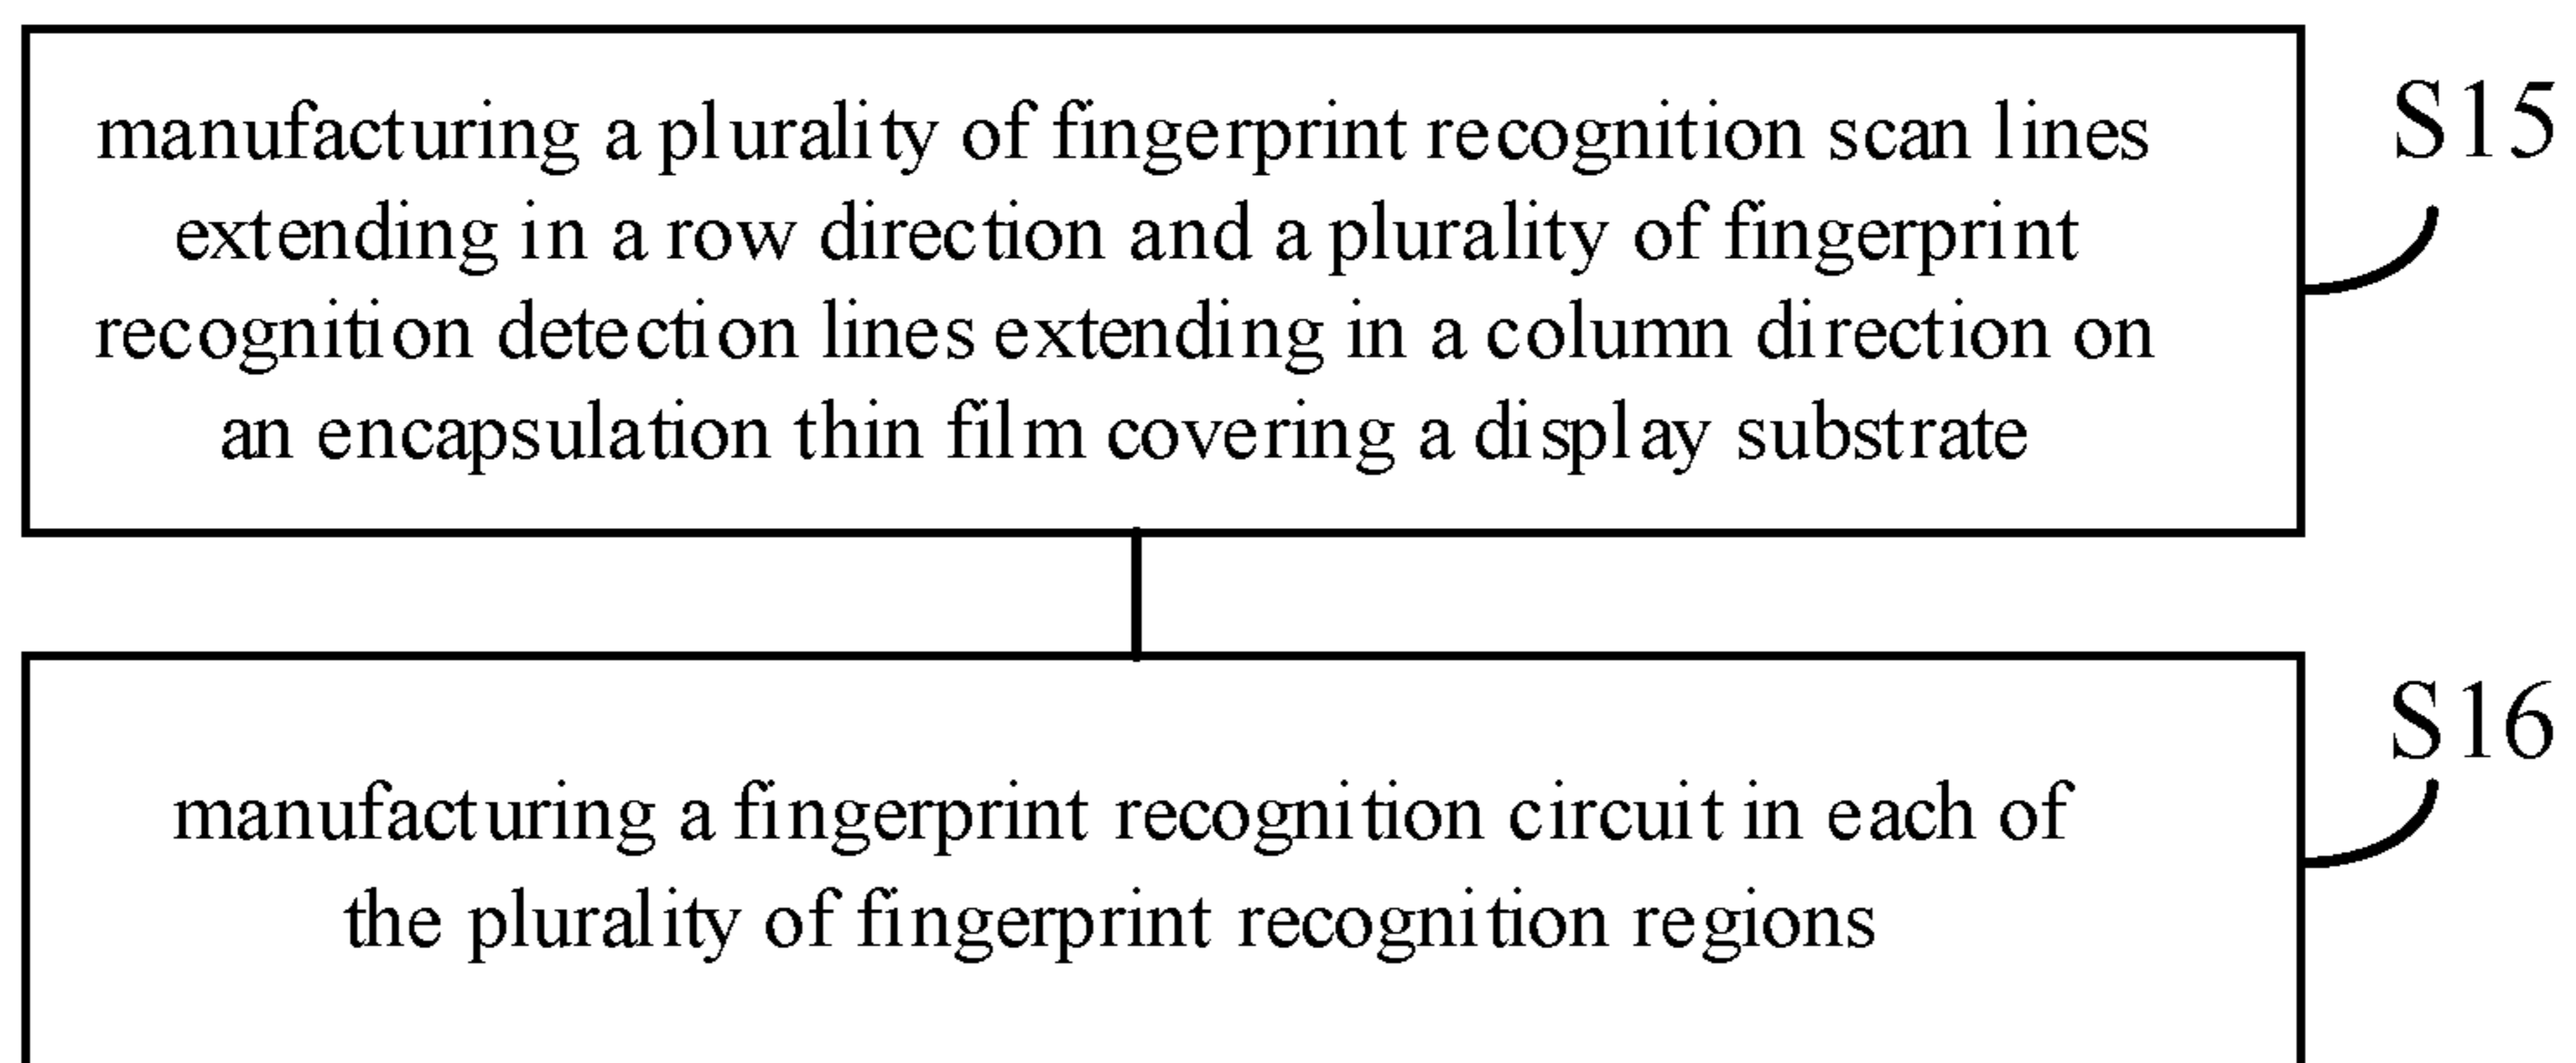 manufacturing a plurality of fingerprint recognition scan lines
extending in a row direction and a plurality of fingerprint
recognition detection lines extending in a column direction on
an encapsulation thin film covering a display substrate
S15
manufacturing a fingerprint recognition circuit in each of
the plurality of fingerprint recognition regions
S16